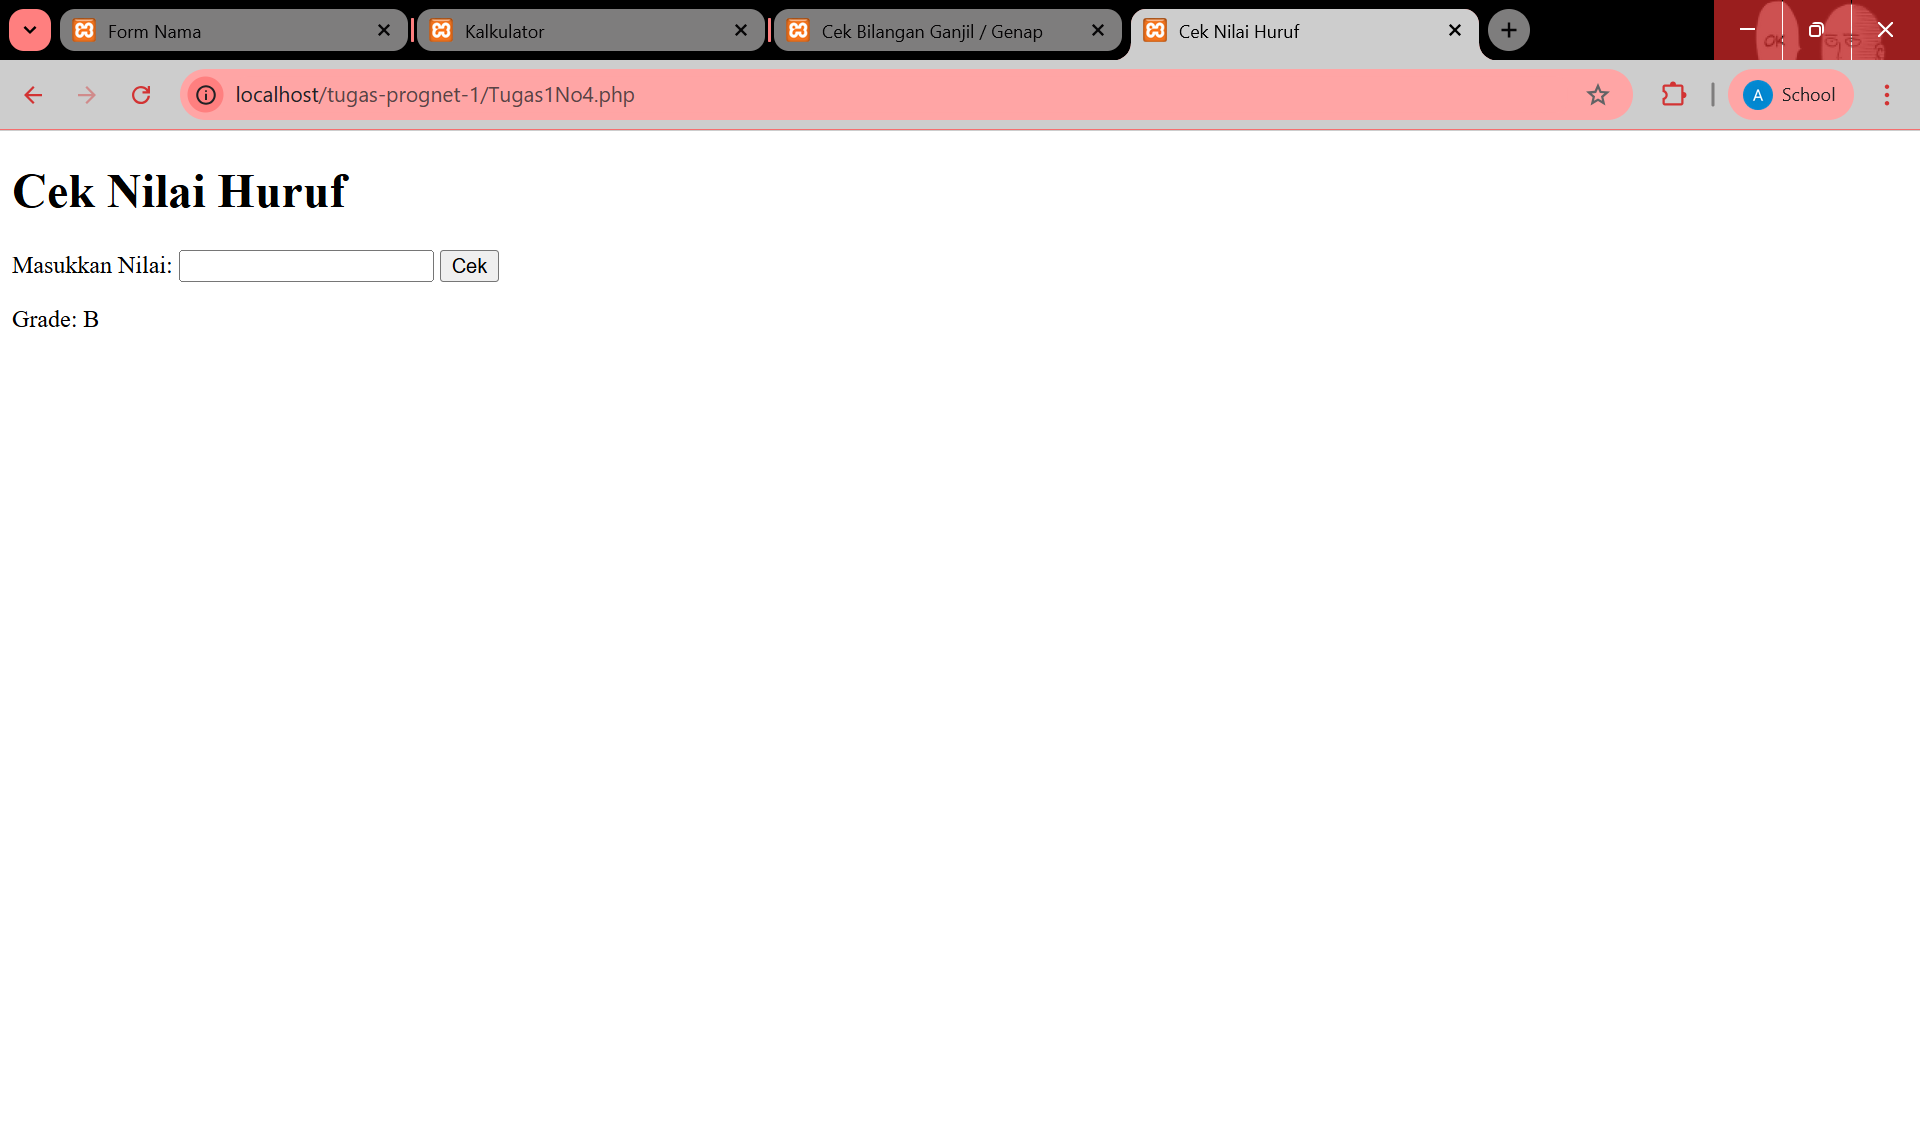 Form Nama
Kalkulator
Cek Bilangan Ganjil / Genap
Cek Nilai Huruf
OK
localhost/tugas-prognet-1/Tugas1No4.php
A School
Cek Nilai Huruf
Masukkan Nilai: Cek
Grade: B